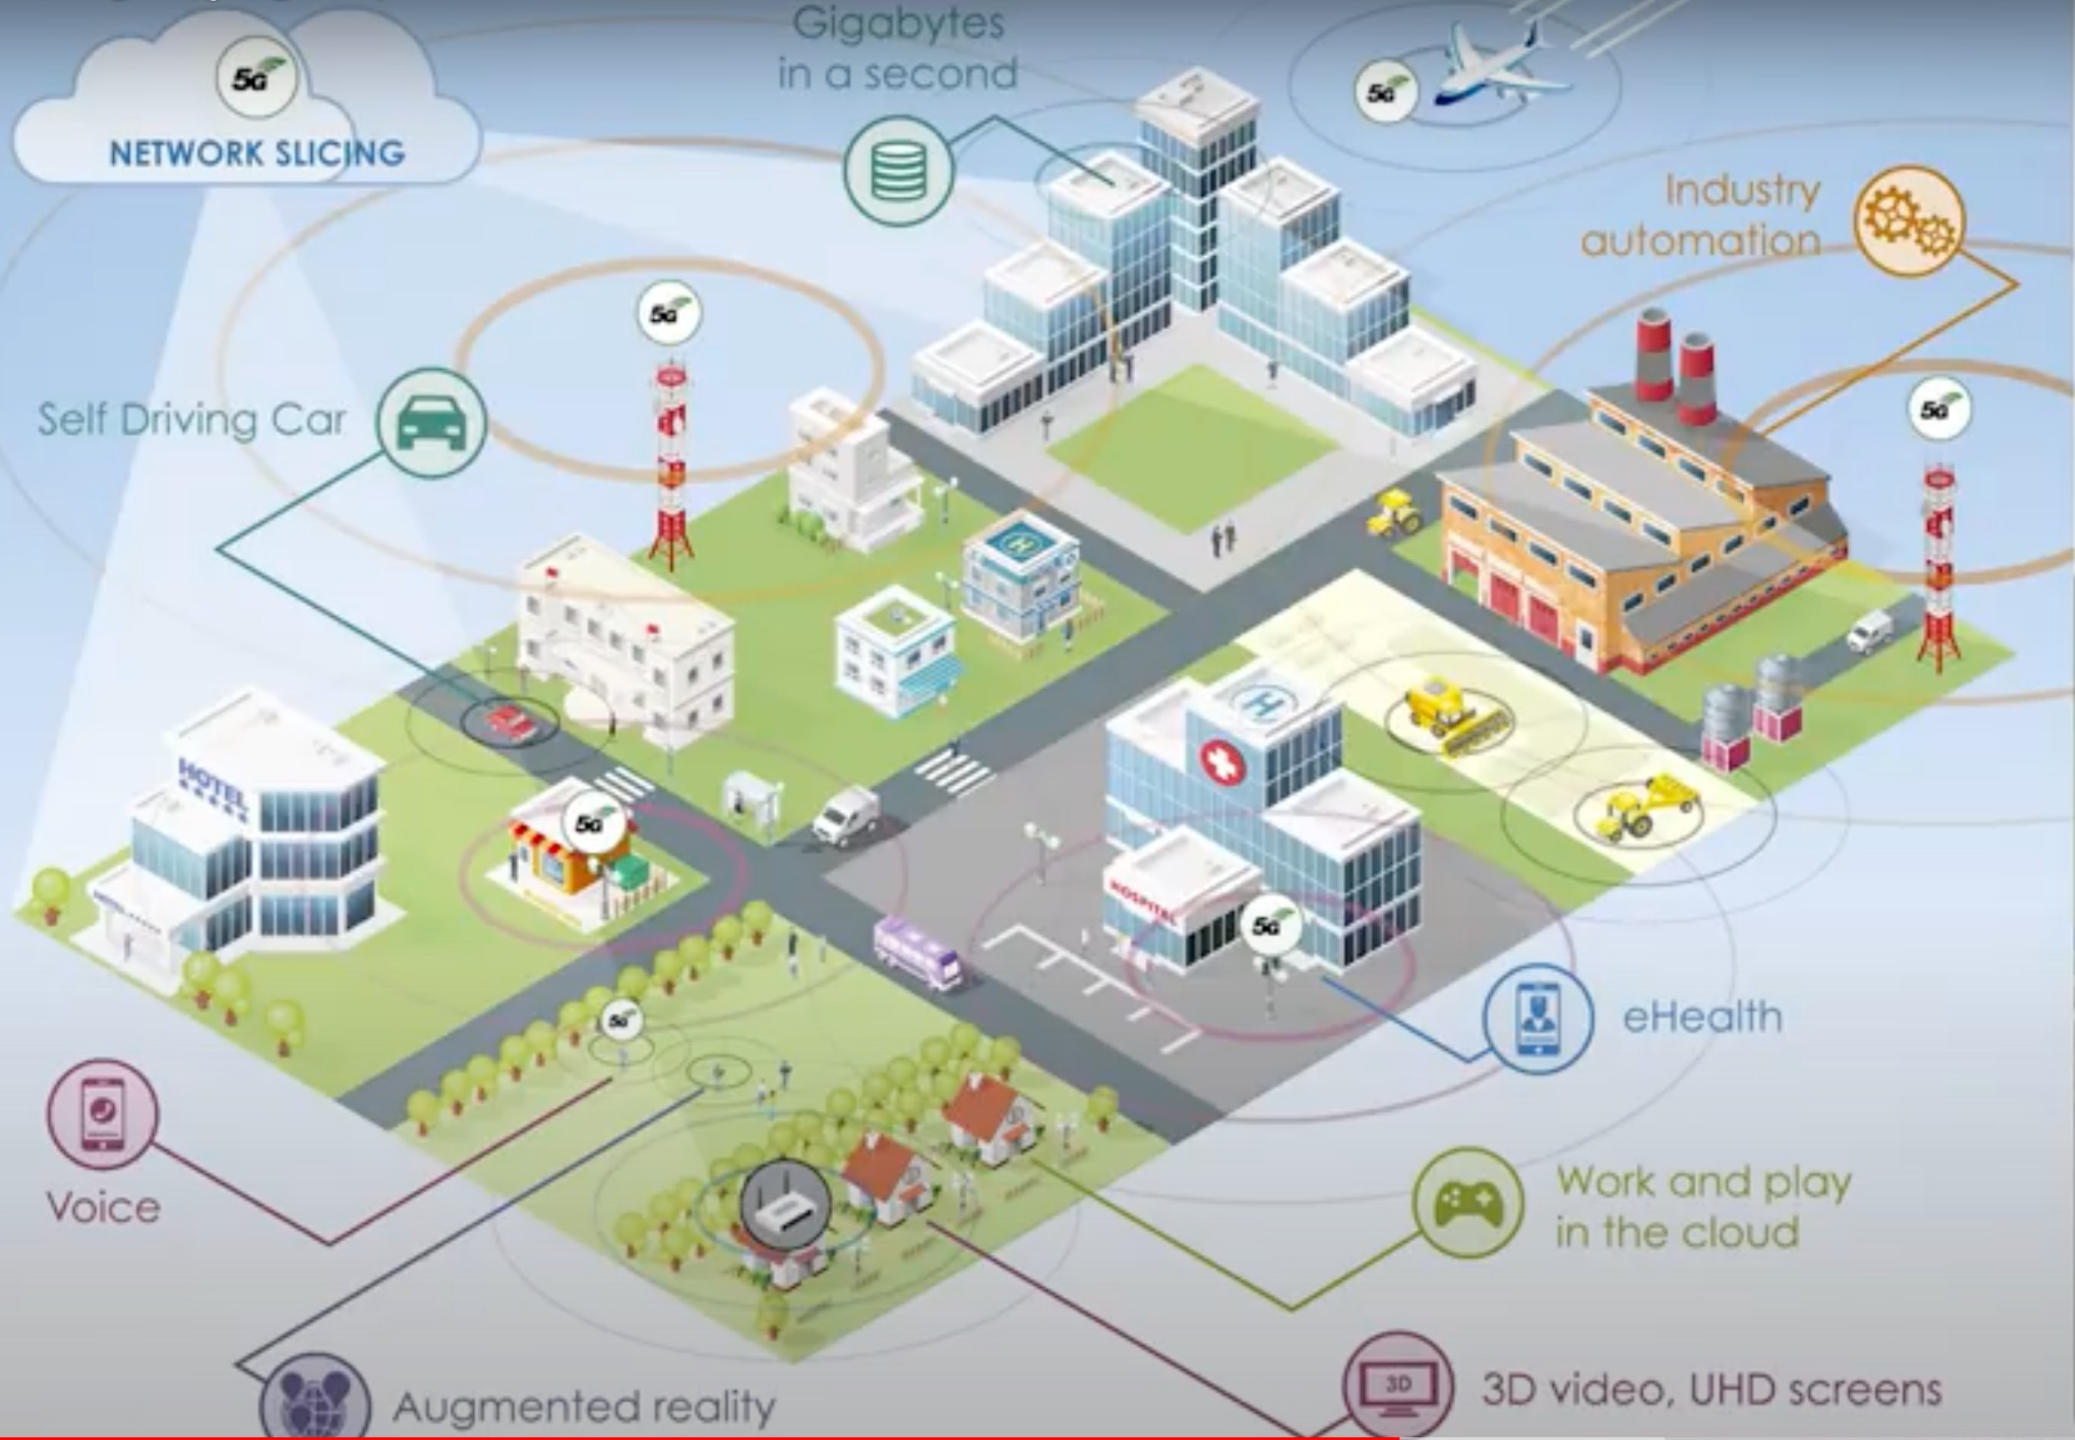 5G
NETWORK SLICING
Gigabytes
in a second
5G
Industry
automation
5G
Self Driving Car
5G
H
H
HOTEL
5G
HOSPITAL
5G
5G
eHealth
Voice
Work and play
in the cloud
3D
3D video, UHD screens
Augmented reality